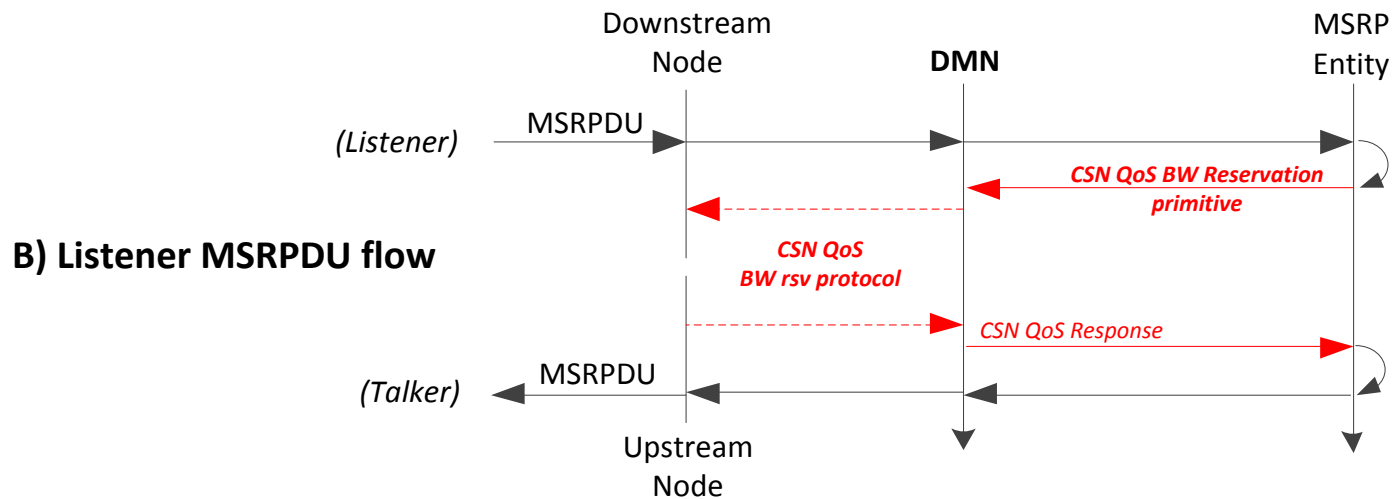 Downstream
Node
DMN
MSRP
Entity
(Listener)
MSRPDU
CSN QoS BW Reservation
primitive
B) Listener MSRPDU flow
CSN QoS
BW rsv protocol
CSN QoS Response
(Talker)
MSRPDU
Upstream
Node